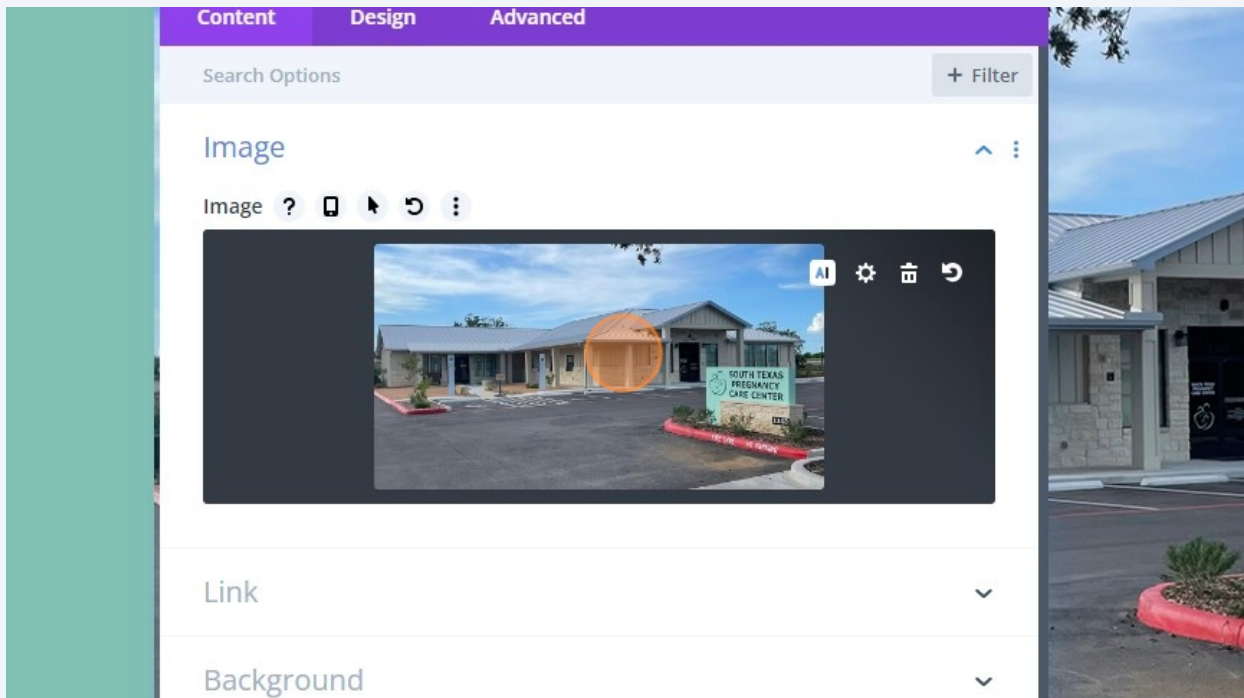 Content Design Advanced
Search Options
+ Filter
Image
Image ?
AI
SOUTH TEXAS
PREGNANCY
CARE CENTER
Link
Background